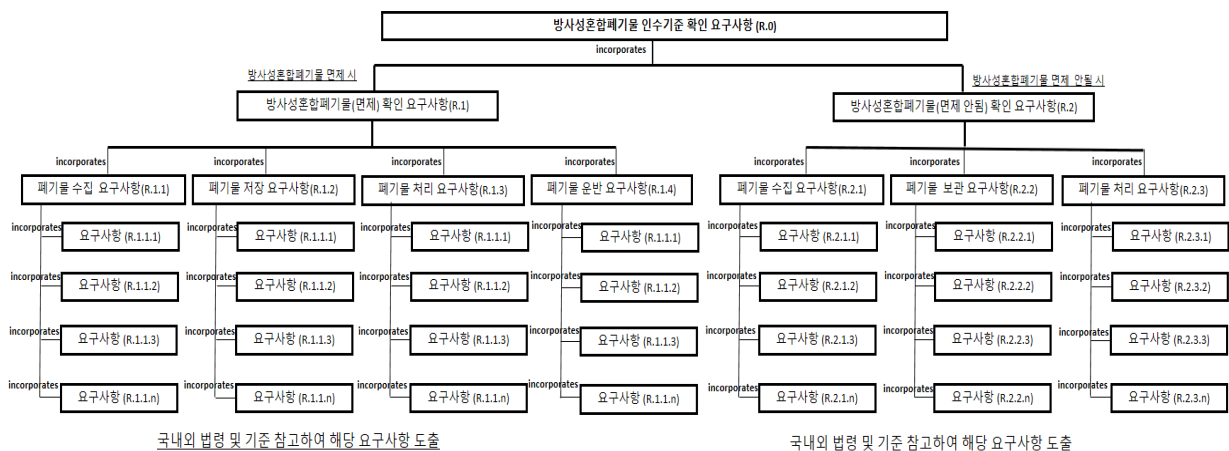 방사성혼합폐기물 인수기준 확인 요구사항 (R.0)
incorporates
방사성혼합폐기물 면제 시
방사성혼합폐기물 면제 안될 시
방사성혼합폐기물(면제) 확인 요구사항(R.1)
방사성혼합폐기물(면제 안됨) 확인 요구사항(R.2)
incorporates incorporates incorporates incorporates incorporates incorporates incorporates
폐기물 수집 요구사항(R.1.1) 폐기물 저장 요구사항(R.1.2) 폐기물 처리 요구사항(R.1.3) 폐기물 운반 요구사항(R.1.4) 폐기물 수집 요구사항(R.2.1) 폐기물 보관 요구사항(R.2.2) 폐기물 처리 요구사항(R.2.3)
incorporates incorporates incorporates incorporates incorporates incorporates incorporates
요구사항 (R.1.1.1) 요구사항 (R.1.1.1) 요구사항 (R.1.1.1) 요구사항 (R.1.1.1) 요구사항 (R.2.1.1) 요구사항 (R.2.2.1) 요구사항 (R.2.3.1)
incorporates incorporates incorporates incorporates incorporates incorporates incorporates
요구사항 (R.1.1.2) 요구사항 (R.1.1.2) 요구사항 (R.1.1.2) 요구사항 (R.1.1.2) 요구사항 (R.2.1.2) 요구사항 (R.2.2.2) 요구사항 (R.2.3.2)
incorporates incorporates incorporates incorporates incorporates incorporates incorporates
요구사항 (R.1.1.3) 요구사항 (R.1.1.3) 요구사항 (R.1.1.3) 요구사항 (R.1.1.3) 요구사항 (R.2.1.3) 요구사항 (R.2.2.3) 요구사항 (R.2.3.3)
incorporates incorporates incorporates incorporates incorporates incorporates incorporates
요구사항 (R.1.1.n) 요구사항 (R.1.1.n) 요구사항 (R.1.1.n) 요구사항 (R.1.1.n) 요구사항 (R.2.1.n) 요구사항 (R.2.2.n) 요구사항 (R.2.3.n)
국내외 법령 및 기준 참고하여 해당 요구사항 도출
국내외 법령 및 기준 참고하여 해당 요구사항 도출